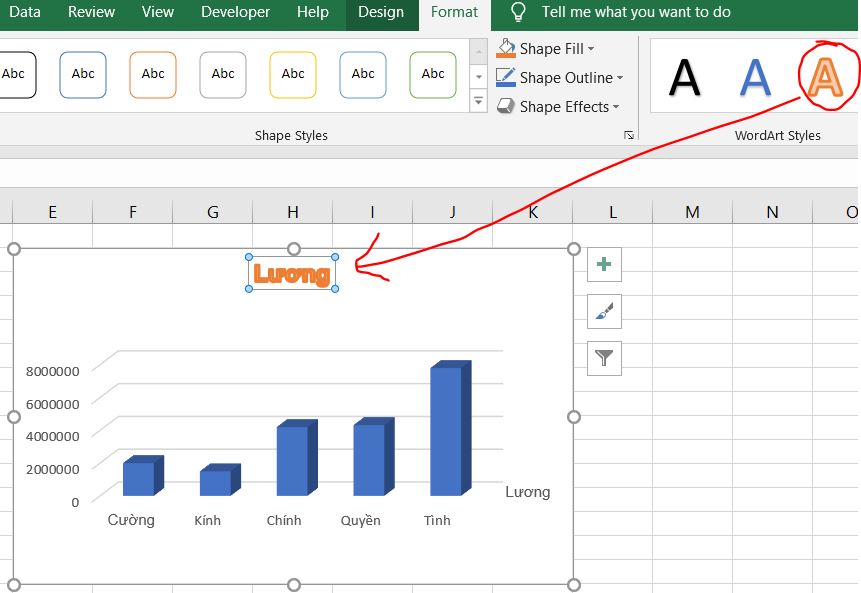 Data Review View Developer Help Design Format Tell me what you want to do
Abc Abc Abc Abc Abc Abc Abc
Shape Fill
Shape Outline
Shape Effects
A A A
Shape Styles WordArt Styles
E F G H I J K L M N O
Lương
8000000
6000000
4000000
2000000
0
Lương
Cường Kính Chính Quyền Tình